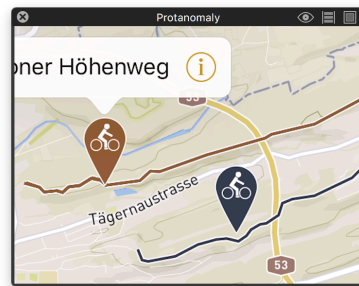 Protanomaly
oner Höhenweg i
53
Tägernaustrasse
53